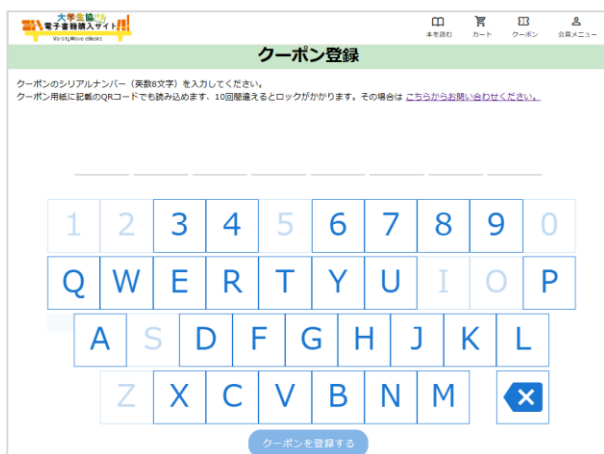 大学生協の
電子書籍購入サイト!!!
VarsityWave eBooks
本を読む カート クーポン 会員メニュー
クーポン登録
クーポンのシリアルナンバー（英数8文字）を入力してください。
クーポン用紙に記載のQRコードでも読み込めます、10回間違えるとロックがかかります。その場合は こちらからお問い合わせください。
1 2 3 4 5 6 7 8 9 0
Q W E R T Y U I O P
A S D F G H J K L
Z X C V B N M
クーポンを登録する